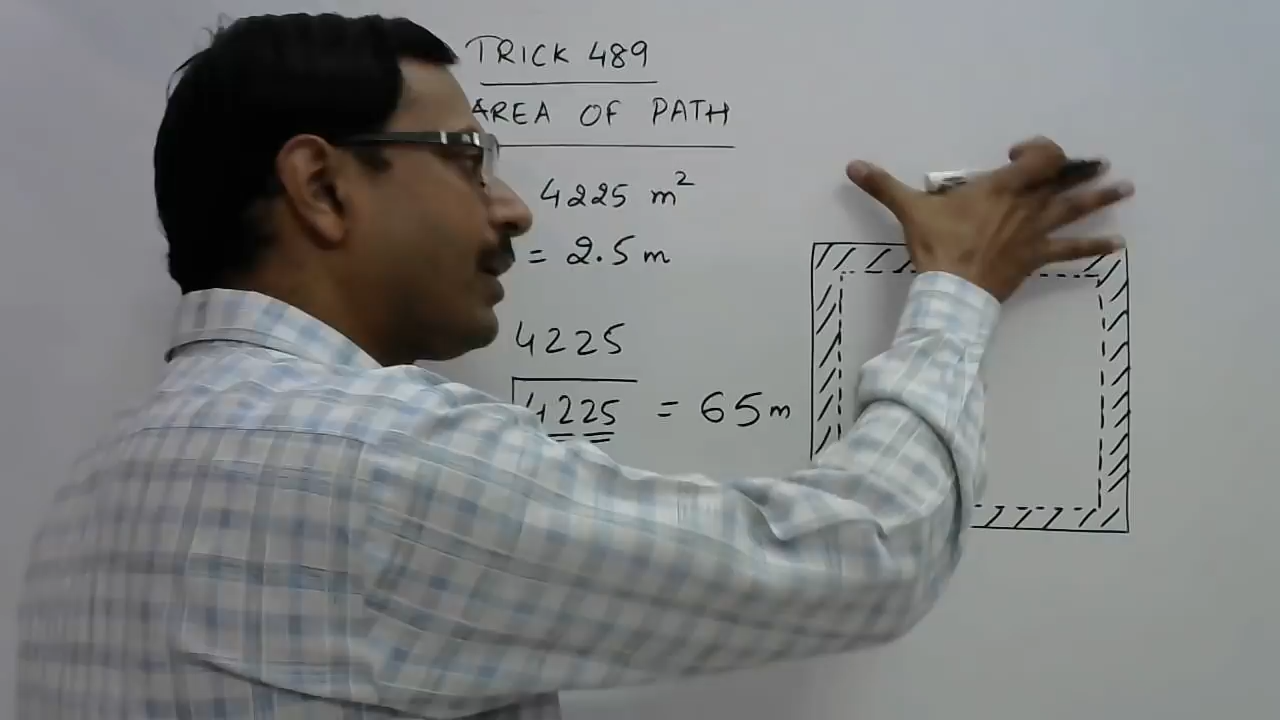 TRICK 489
AREA OF PATH
4225 m²
= 2.5 m
4225
4225 = 65 m